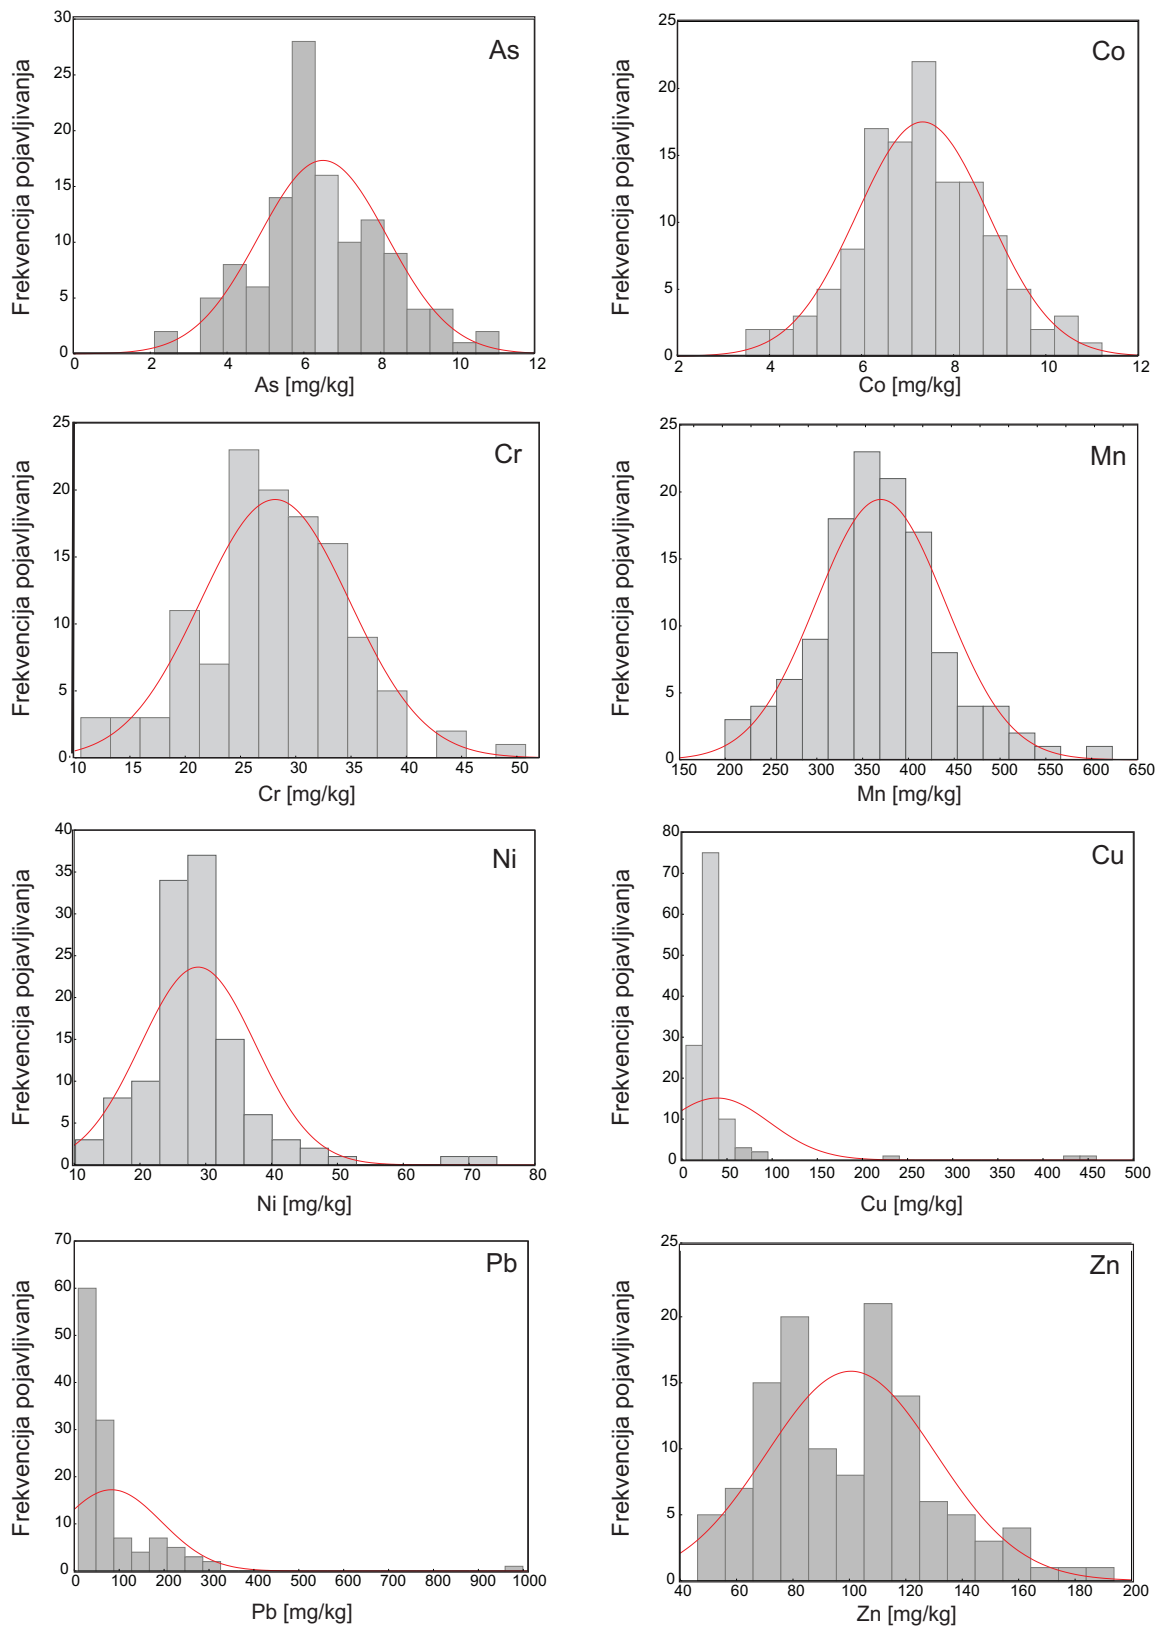 As
Frekvencija pojavljivanja
30
25
20
15
10
5
0
0 2 4 6 8 10 12
As [mg/kg]
Co
Frekvencija pojavljivanja
25
20
15
10
5
0
2 4 6 8 10 12
Co [mg/kg]
Cr
Frekvencija pojavljivanja
25
20
15
10
5
0
10 15 20 25 30 35 40 45 50
Cr [mg/kg]
Mn
Frekvencija pojavljivanja
25
20
15
10
5
0
150 200 250 300 350 400 450 500 550 600 650
Mn [mg/kg]
Ni
Frekvencija pojavljivanja
40
35
30
25
20
15
10
5
0
10 20 30 40 50 60 70 80
Ni [mg/kg]
Cu
Frekvencija pojavljivanja
80
70
60
50
40
30
20
10
0
0 50 100 150 200 250 300 350 400 450 500
Cu [mg/kg]
Pb
Frekvencija pojavljivanja
70
60
50
40
30
20
10
0
0 100 200 300 400 500 600 700 800 900 1000
Pb [mg/kg]
Zn
Frekvencija pojavljivanja
25
20
15
10
5
0
40 60 80 100 120 140 160 180 200
Zn [mg/kg]